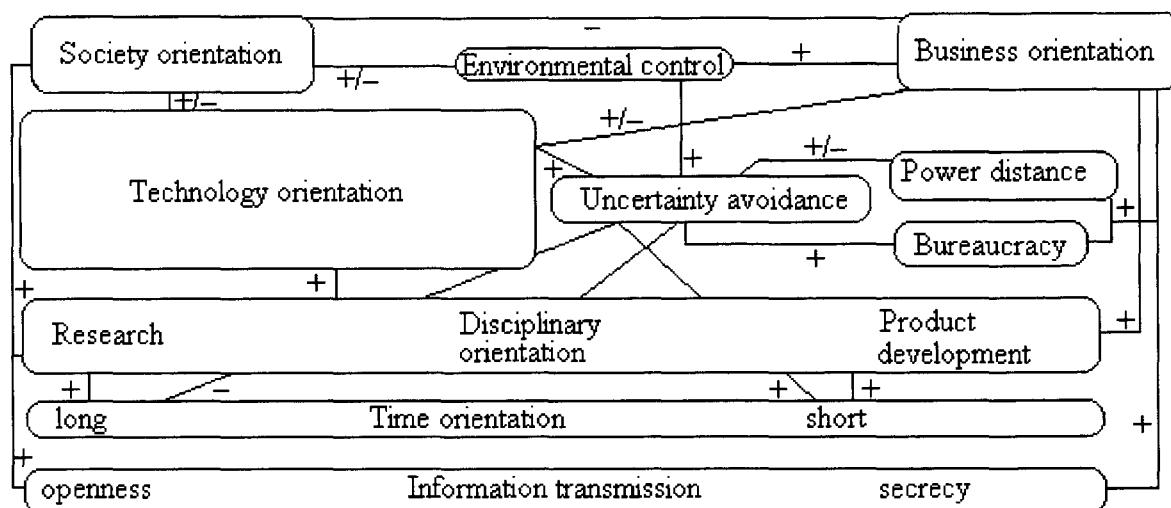 −
Society orientation
+/−
Environmental control
+
Business orientation
+/−
+/−
Technology orientation
+
+
+/−
Uncertainty avoidance
Power distance
+
Bureaucracy
+
+
+
Research
Disciplinary
orientation
Product
development
+
+
−
+
+
long
Time orientation
short
+
+
openness
Information transmission
secrecy